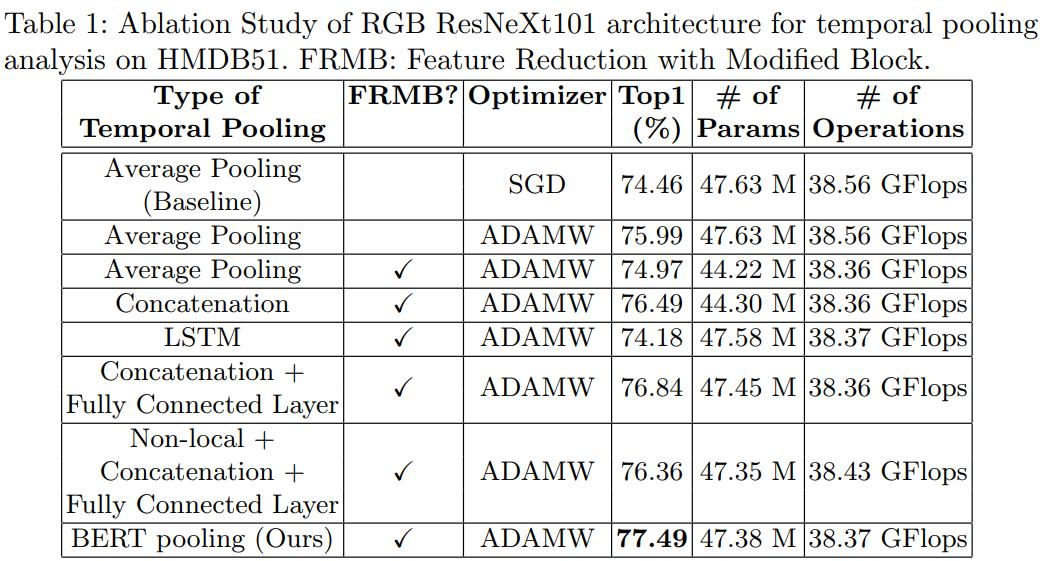 Table 1: Ablation Study of RGB ResNeXt101 architecture for temporal pooling
analysis on HMDB51. FRMB: Feature Reduction with Modified Block.
Type of Temporal Pooling | FRMB? | Optimizer | Top1 (%) | # of Params | # of Operations
Average Pooling (Baseline) | | SGD | 74.46 | 47.63 M | 38.56 GFlops
Average Pooling | | ADAMW | 75.99 | 47.63 M | 38.56 GFlops
Average Pooling | ✓ | ADAMW | 74.97 | 44.22 M | 38.36 GFlops
Concatenation | ✓ | ADAMW | 76.49 | 44.30 M | 38.36 GFlops
LSTM | ✓ | ADAMW | 74.18 | 47.58 M | 38.37 GFlops
Concatenation + Fully Connected Layer | ✓ | ADAMW | 76.84 | 47.45 M | 38.36 GFlops
Non-local + Concatenation + Fully Connected Layer | ✓ | ADAMW | 76.36 | 47.35 M | 38.43 GFlops
BERT pooling (Ours) | ✓ | ADAMW | 77.49 | 47.38 M | 38.37 GFlops